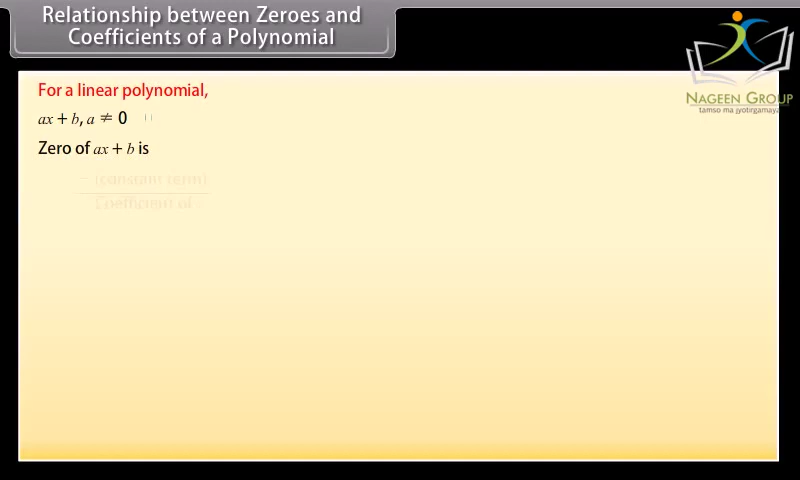 Relationship between Zeroes and
Coefficients of a Polynomial
NAGEEN GROUP
tamso ma jyotirgamaya
For a linear polynomial,
ax + b, a ≠ 0
Zero of ax + b is
− (constant term)
Coefficient of